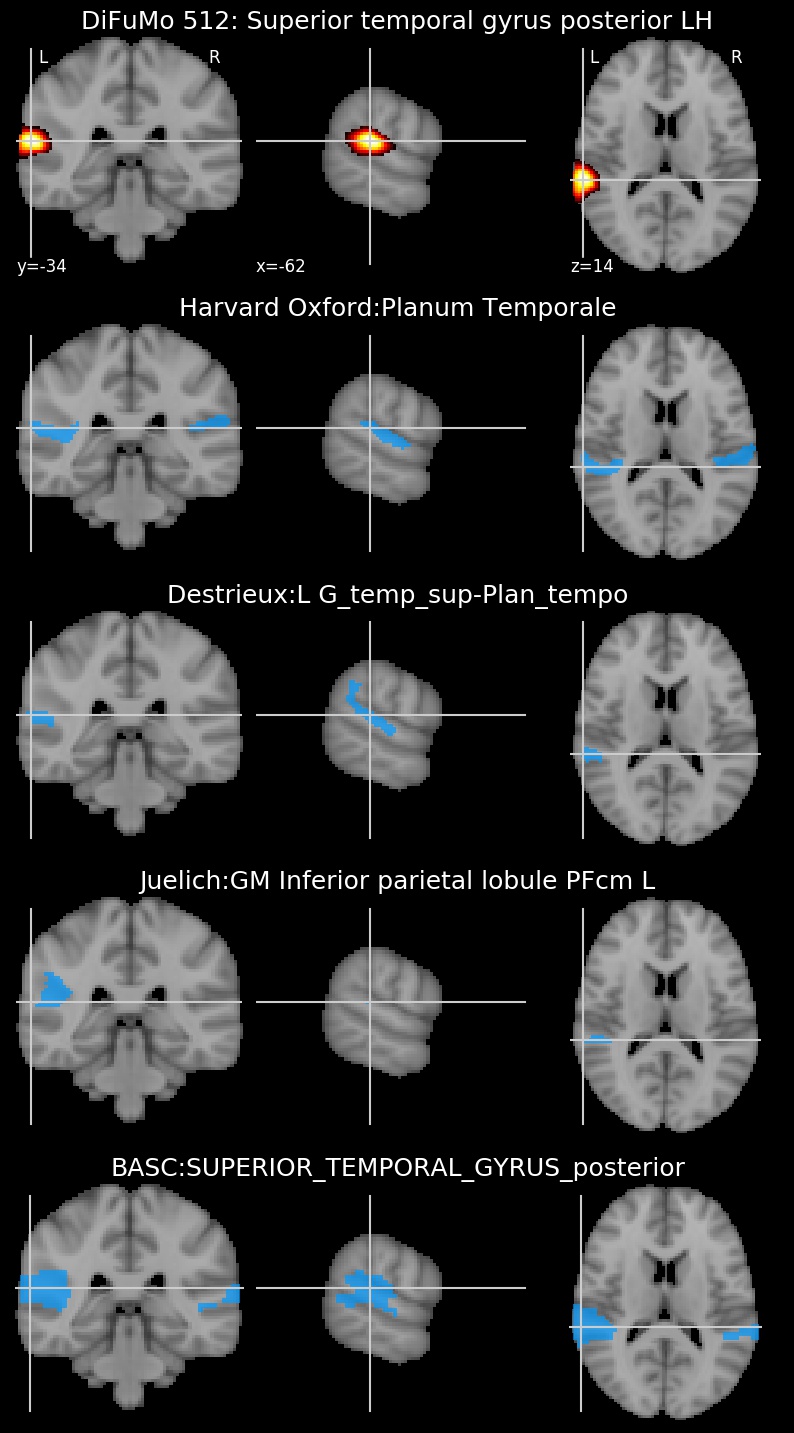 DiFuMo 512: Superior temporal gyrus posterior LH
L R L R
y=-34 x=-62 z=14
Harvard Oxford:Planum Temporale
Destrieux:L G_temp_sup-Plan_tempo
Juelich:GM Inferior parietal lobule PFcm L
BASC:SUPERIOR_TEMPORAL_GYRUS_posterior